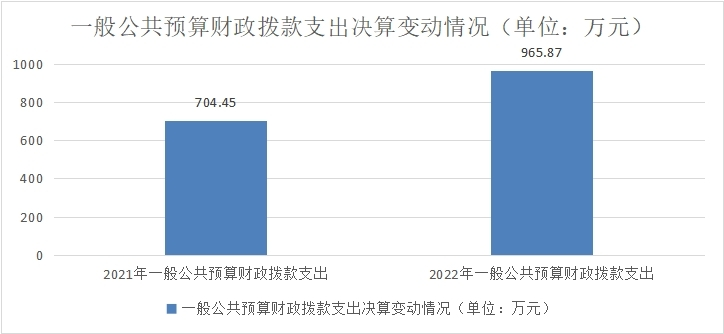 一般公共预算财政拨款支出决算变动情况（单位：万元）
965.87
704.45
1000
800
600
400
200
0
2021年一般公共预算财政拨款支出
2022年一般公共预算财政拨款支出
一般公共预算财政拨款支出决算变动情况（单位：万元）